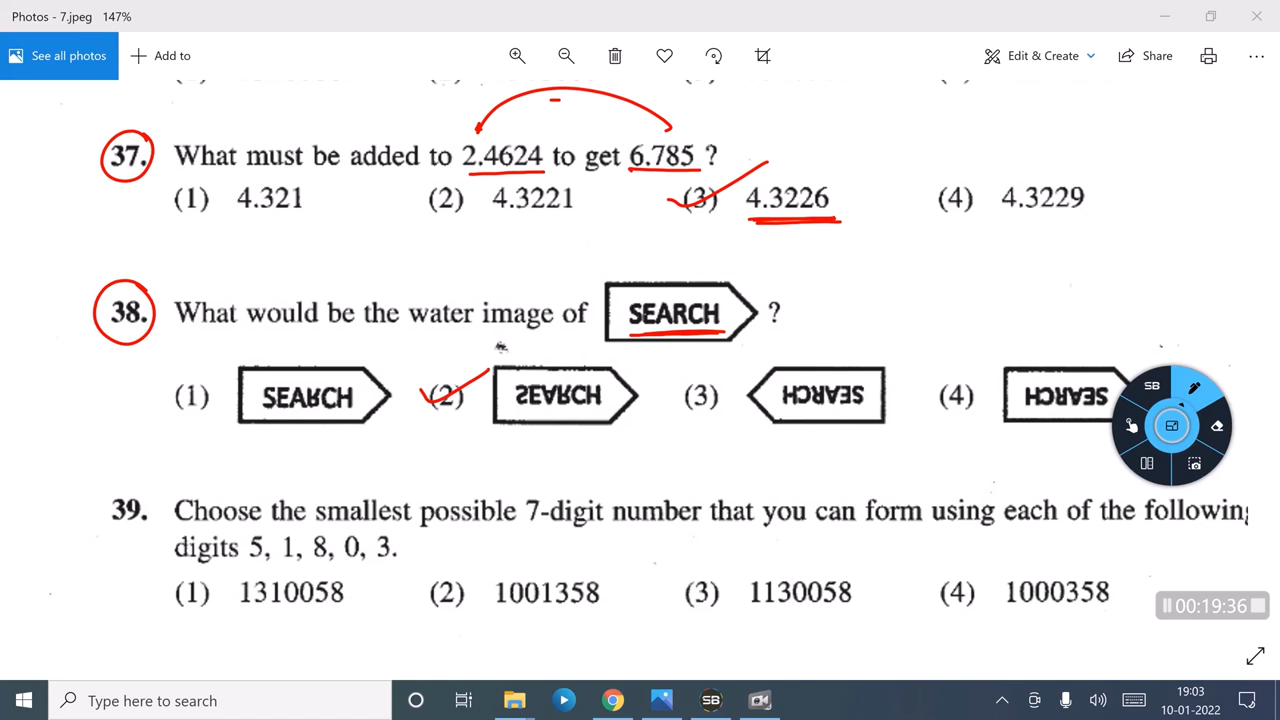 Photos - 7.jpeg 147%
See all photos
Add to
Edit & Create
Share
37. What must be added to 2.4624 to get 6.785 ?
(1) 4.321 (2) 4.3221 (3) 4.3226 (4) 4.3229
38. What would be the water image of SEARCH ?
(1) SEARCH (2) SEARCH (3) SEARCH (4) SEARCH
SB
39. Choose the smallest possible 7-digit number that you can form using each of the following
digits 5, 1, 8, 0, 3.
(1) 1310058 (2) 1001358 (3) 1130058 (4) 1000358
00:19:36
Type here to search
SB
19:03
10-01-2022